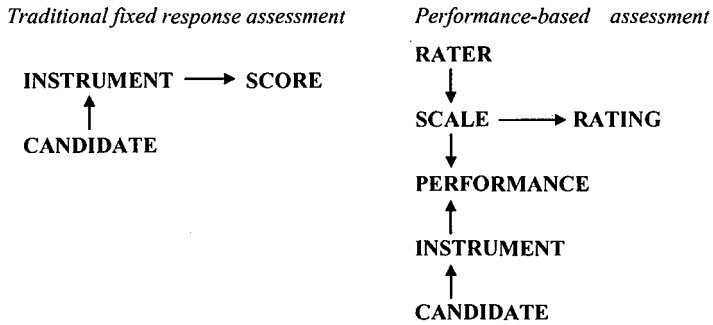 Traditional fixed response assessment
INSTRUMENT SCORE
CANDIDATE
Performance-based assessment
RATER
SCALE RATING
PERFORMANCE
INSTRUMENT
CANDIDATE